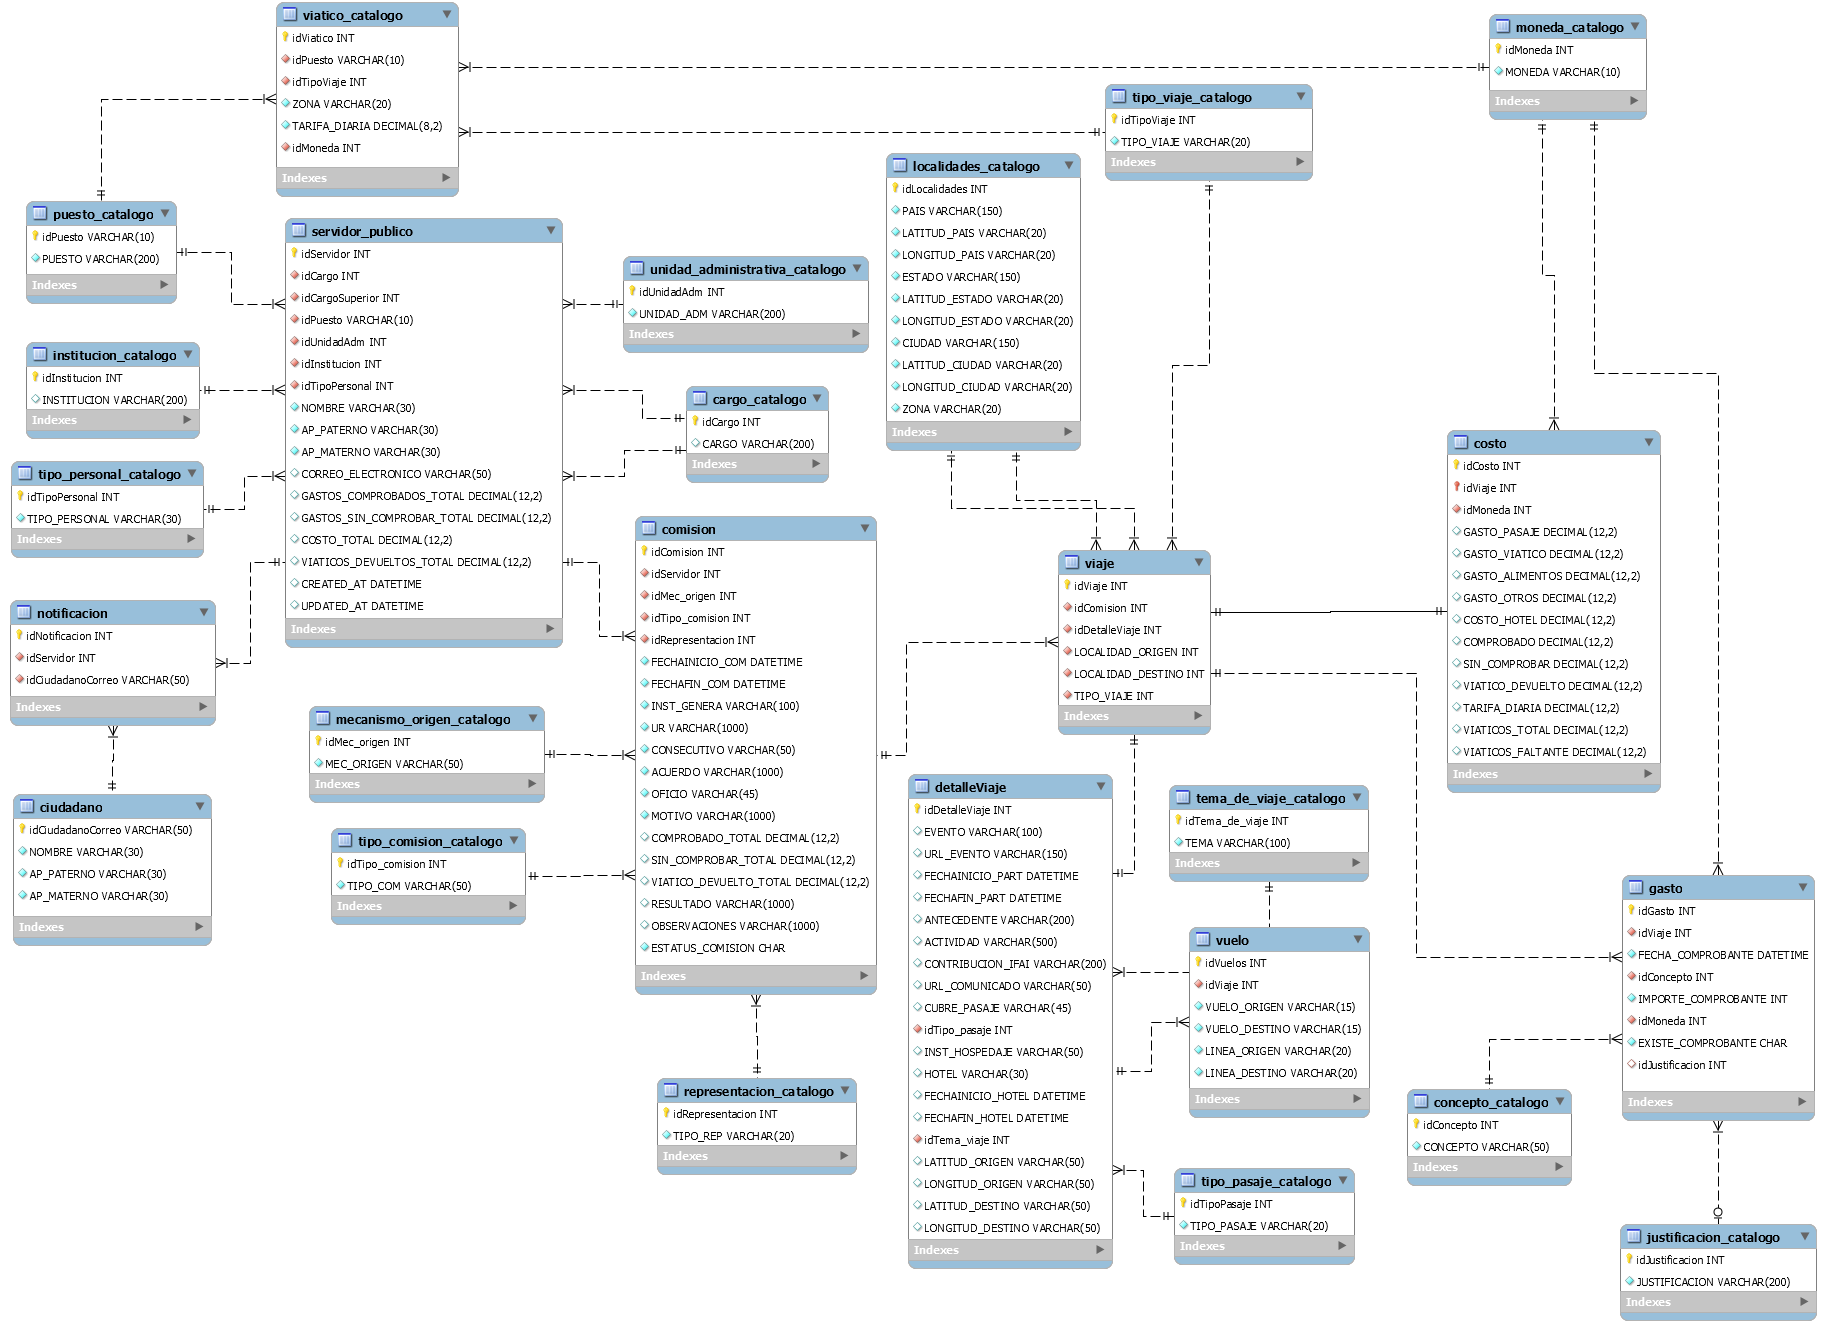 viatico_catalogo
idViatico INT
idPuesto VARCHAR(10)
idTipoViaje INT
ZONA VARCHAR(20)
TARIFA_DIARIA DECIMAL(8,2)
idMoneda INT
Indexes
moneda_catalogo
idMoneda INT
MONEDA VARCHAR(10)
Indexes
tipo_viaje_catalogo
idTipoViaje INT
TIPO_VIAJE VARCHAR(20)
Indexes
localidades_catalogo
idLocalidades INT
PAIS VARCHAR(150)
LATITUD_PAIS VARCHAR(20)
LONGITUD_PAIS VARCHAR(20)
ESTADO VARCHAR(150)
LATITUD_ESTADO VARCHAR(20)
LONGITUD_ESTADO VARCHAR(20)
CIUDAD VARCHAR(150)
LATITUD_CIUDAD VARCHAR(20)
LONGITUD_CIUDAD VARCHAR(20)
ZONA VARCHAR(20)
Indexes
puesto_catalogo
idPuesto VARCHAR(10)
PUESTO VARCHAR(200)
Indexes
servidor_publico
idServidor INT
idCargo INT
idCargoSuperior INT
idPuesto VARCHAR(10)
idUnidadAdm INT
idInstitucion INT
idTipoPersonal INT
NOMBRE VARCHAR(30)
AP_PATERNO VARCHAR(30)
AP_MATERNO VARCHAR(30)
CORREO_ELECTRONICO VARCHAR(50)
GASTOS_COMPROBADOS_TOTAL DECIMAL(12,2)
GASTOS_SIN_COMPROBAR_TOTAL DECIMAL(12,2)
COSTO_TOTAL DECIMAL(12,2)
VIATICOS_DEVUELTOS_TOTAL DECIMAL(12,2)
CREATED_AT DATETIME
UPDATED_AT DATETIME
Indexes
unidad_administrativa_catalogo
idUnidadAdm INT
UNIDAD_ADM VARCHAR(200)
Indexes
institucion_catalogo
idInstitucion INT
INSTITUCION VARCHAR(200)
Indexes
cargo_catalogo
idCargo INT
CARGO VARCHAR(200)
Indexes
tipo_personal_catalogo
idTipoPersonal INT
TIPO_PERSONAL VARCHAR(30)
Indexes
costo
idCosto INT
idViaje INT
idMoneda INT
GASTO_PASAJE DECIMAL(12,2)
GASTO_VIATICO DECIMAL(12,2)
GASTO_ALIMENTOS DECIMAL(12,2)
GASTO_OTROS DECIMAL(12,2)
COSTO_HOTEL DECIMAL(12,2)
COMPROBADO DECIMAL(12,2)
SIN_COMPROBAR DECIMAL(12,2)
VIATICO_DEVUELTO DECIMAL(12,2)
TARIFA_DIARIA DECIMAL(12,2)
VIATICOS_TOTAL DECIMAL(12,2)
VIATICOS_FALTANTE DECIMAL(12,2)
Indexes
comision
idComision INT
idServidor INT
idMec_origen INT
idTipo_comision INT
idRepresentacion INT
FECHAINICIO_COM DATETIME
FECHAFIN_COM DATETIME
INST_GENERA VARCHAR(100)
UR VARCHAR(1000)
CONSECUTIVO VARCHAR(50)
ACUERDO VARCHAR(1000)
OFICIO VARCHAR(45)
MOTIVO VARCHAR(1000)
COMPROBADO_TOTAL DECIMAL(12,2)
SIN_COMPROBAR_TOTAL DECIMAL(12,2)
VIATICO_DEVUELTO_TOTAL DECIMAL(12,2)
RESULTADO VARCHAR(1000)
OBSERVACIONES VARCHAR(1000)
ESTATUS_COMISION CHAR
Indexes
viaje
idViaje INT
idComision INT
idDetalleViaje INT
LOCALIDAD_ORIGEN INT
LOCALIDAD_DESTINO INT
TIPO_VIAJE INT
Indexes
notificacion
idNotificacion INT
idServidor INT
idCiudadanoCorreo VARCHAR(50)
Indexes
mecanismo_origen_catalogo
idMec_origen INT
MEC_ORIGEN VARCHAR(50)
Indexes
ciudadano
idCiudadanoCorreo VARCHAR(50)
NOMBRE VARCHAR(30)
AP_PATERNO VARCHAR(30)
AP_MATERNO VARCHAR(30)
Indexes
tipo_comision_catalogo
idTipo_comision INT
TIPO_COM VARCHAR(50)
Indexes
detalleViaje
idDetalleViaje INT
EVENTO VARCHAR(100)
URL_EVENTO VARCHAR(150)
FECHAINICIO_PART DATETIME
FECHAFIN_PART DATETIME
ANTECEDENTE VARCHAR(200)
ACTIVIDAD VARCHAR(500)
CONTRIBUCION_IFAI VARCHAR(200)
URL_COMUNICADO VARCHAR(50)
CUBRE_PASAJE VARCHAR(45)
idTipo_pasaje INT
INST_HOSPEDAJE VARCHAR(50)
HOTEL VARCHAR(30)
FECHAINICIO_HOTEL DATETIME
FECHAFIN_HOTEL DATETIME
idTema_viaje INT
LATITUD_ORIGEN VARCHAR(50)
LONGITUD_ORIGEN VARCHAR(50)
LATITUD_DESTINO VARCHAR(50)
LONGITUD_DESTINO VARCHAR(50)
Indexes
tema_de_viaje_catalogo
idTema_de_viaje INT
TEMA VARCHAR(100)
Indexes
vuelo
idVuelos INT
idViaje INT
VUELO_ORIGEN VARCHAR(15)
VUELO_DESTINO VARCHAR(15)
LINEA_ORIGEN VARCHAR(20)
LINEA_DESTINO VARCHAR(20)
Indexes
gasto
idGasto INT
idViaje INT
FECHA_COMPROBANTE DATETIME
idConcepto INT
IMPORTE_COMPROBANTE INT
idMoneda INT
EXISTE_COMPROBANTE CHAR
idJustificacion INT
Indexes
representacion_catalogo
idRepresentacion INT
TIPO_REP VARCHAR(20)
Indexes
concepto_catalogo
idConcepto INT
CONCEPTO VARCHAR(50)
Indexes
tipo_pasaje_catalogo
idTipoPasaje INT
TIPO_PASAJE VARCHAR(20)
Indexes
justificacion_catalogo
idJustificacion INT
JUSTIFICACION VARCHAR(200)
Indexes